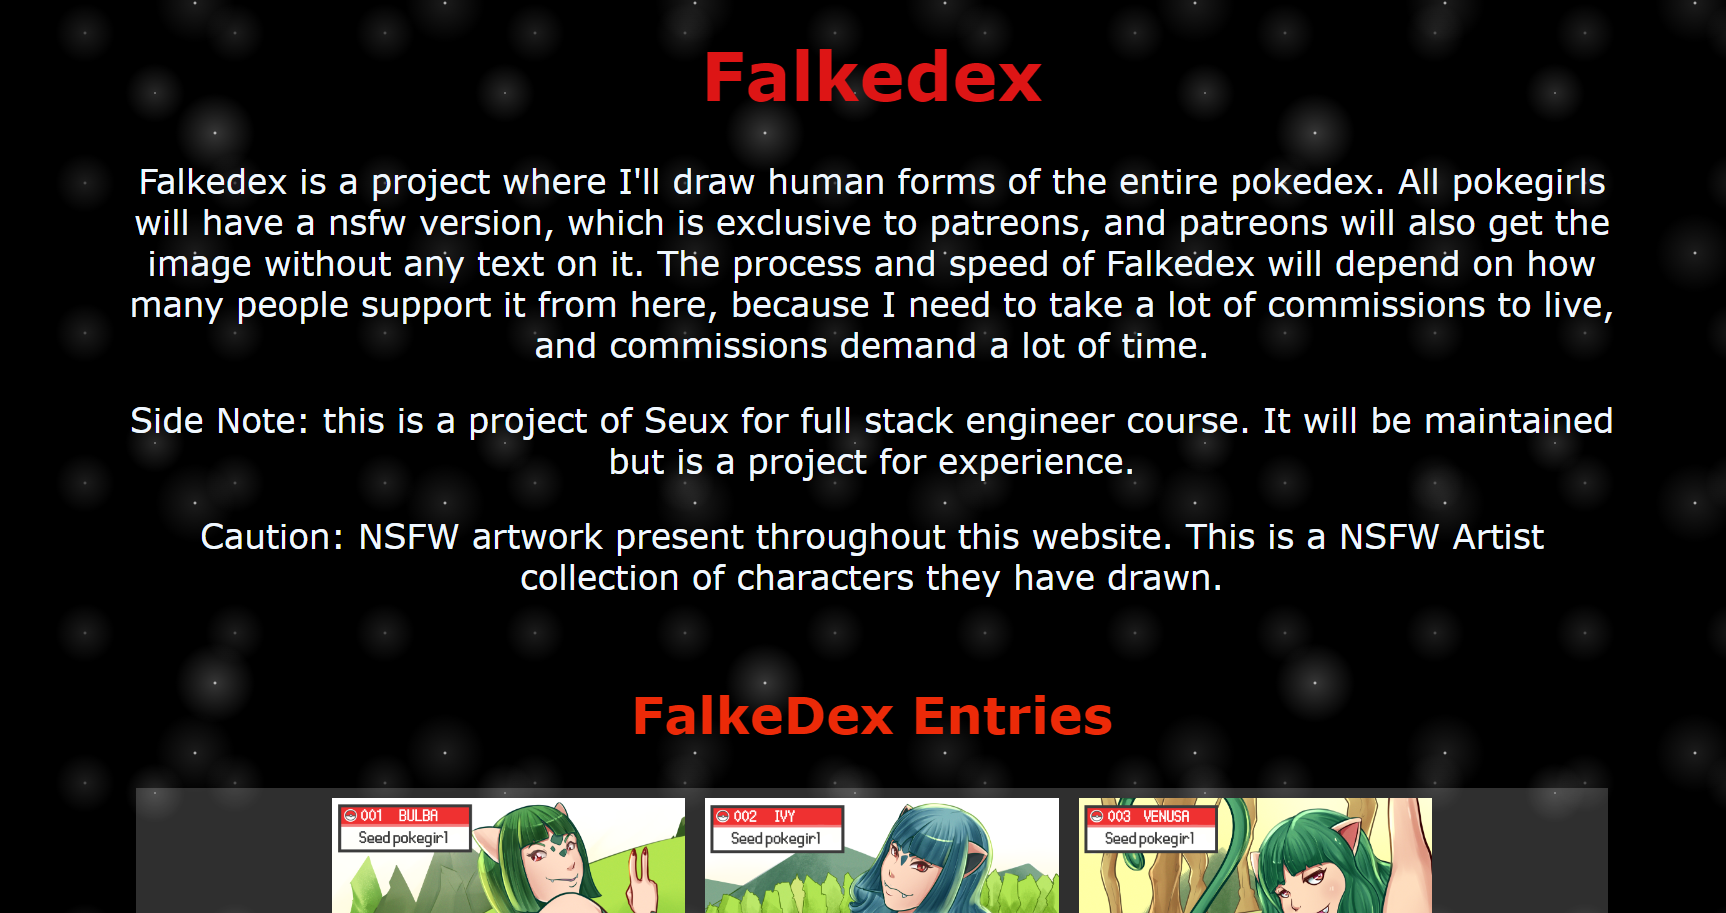 Falkedex
Falkedex is a project where I'll draw human forms of the entire pokedex. All pokegirls
will have a nsfw version, which is exclusive to patreons, and patreons will also get the
image without any text on it. The process and speed of Falkedex will depend on how
many people support it from here, because I need to take a lot of commissions to live,
and commissions demand a lot of time.
Side Note: this is a project of Seux for full stack engineer course. It will be maintained
but is a project for experience.
Caution: NSFW artwork present throughout this website. This is a NSFW Artist
collection of characters they have drawn.
FalkeDex Entries
001 BULBA
Seed pokegirl
002 IVY
Seed pokegirl
003 VENUSA
Seed pokegirl